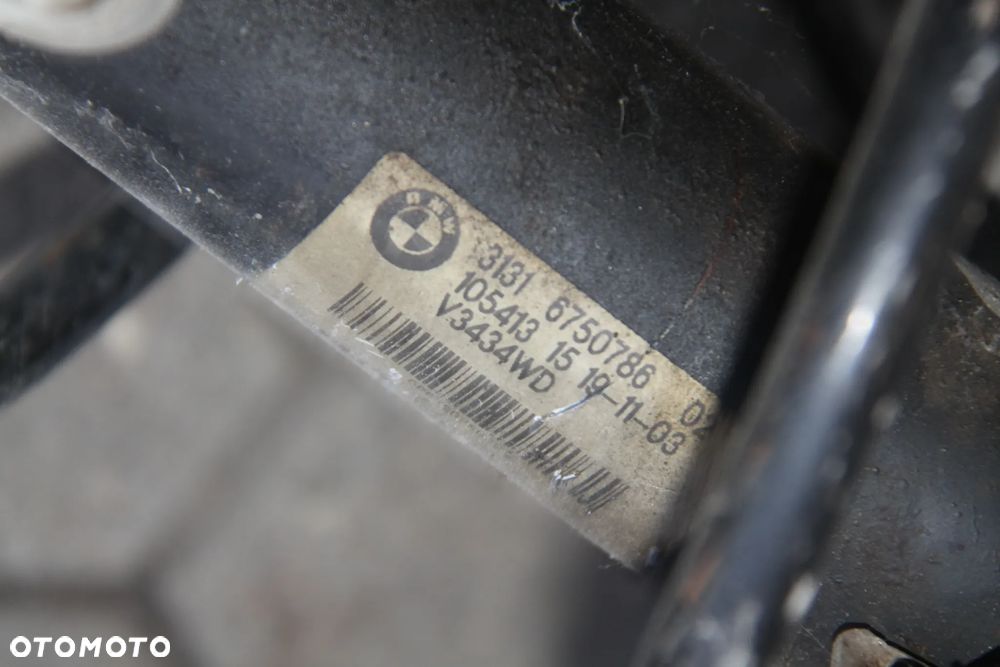 BMW
3131 6750786 02
105413 15 19-11-03
V3434WD
OTOMOTO